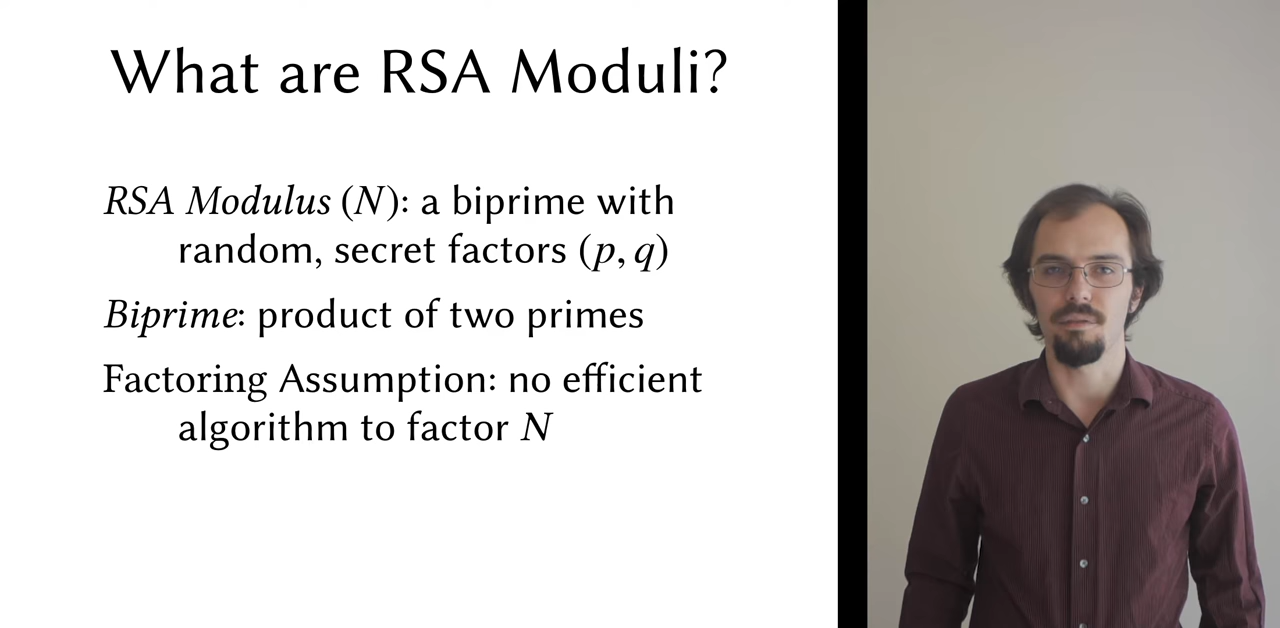 What are RSA Moduli?
RSA Modulus (N): a biprime with
random, secret factors (p, q)
Biprime: product of two primes
Factoring Assumption: no efficient
algorithm to factor N